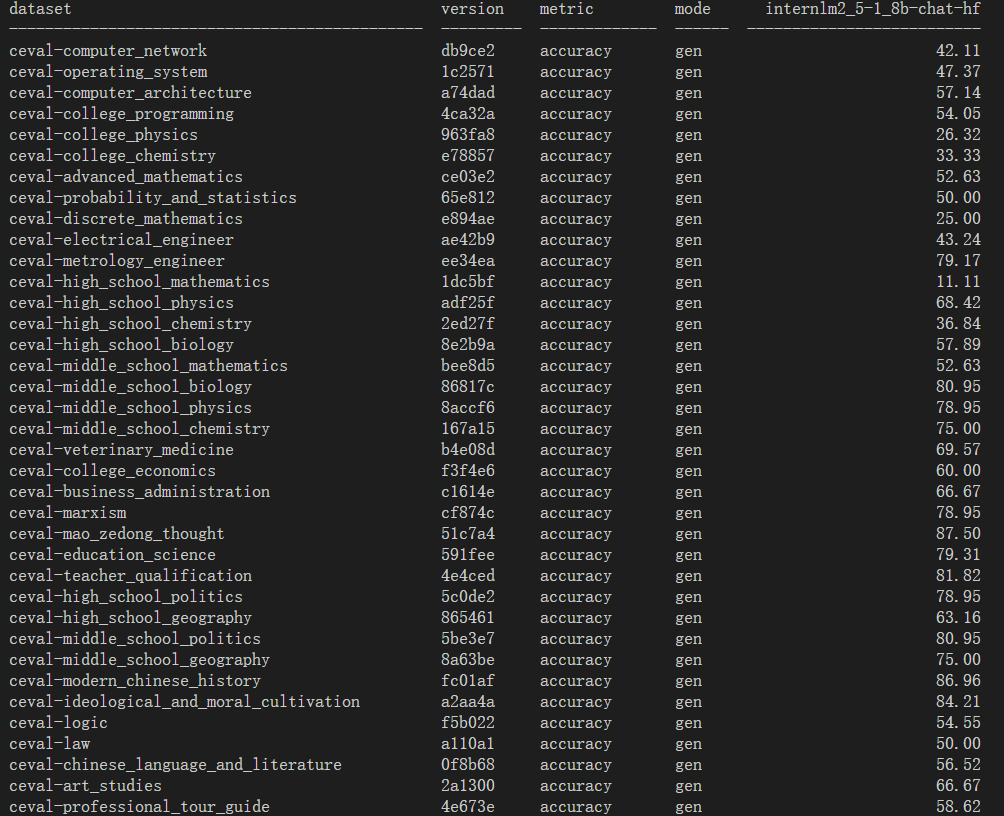 dataset version metric mode internlm2_5-1_8b-chat-hf
---------------------------------------------- --------- ------------- ------ --------------------------
ceval-computer_network db9ce2 accuracy gen 42.11
ceval-operating_system 1c2571 accuracy gen 47.37
ceval-computer_architecture a74dad accuracy gen 57.14
ceval-college_programming 4ca32a accuracy gen 54.05
ceval-college_physics 963fa8 accuracy gen 26.32
ceval-college_chemistry e78857 accuracy gen 33.33
ceval-advanced_mathematics ce03e2 accuracy gen 52.63
ceval-probability_and_statistics 65e812 accuracy gen 50.00
ceval-discrete_mathematics e894ae accuracy gen 25.00
ceval-electrical_engineer ae42b9 accuracy gen 43.24
ceval-metrology_engineer ee34ea accuracy gen 79.17
ceval-high_school_mathematics 1dc5bf accuracy gen 11.11
ceval-high_school_physics adf25f accuracy gen 68.42
ceval-high_school_chemistry 2ed27f accuracy gen 36.84
ceval-high_school_biology 8e2b9a accuracy gen 57.89
ceval-middle_school_mathematics bee8d5 accuracy gen 52.63
ceval-middle_school_biology 86817c accuracy gen 80.95
ceval-middle_school_physics 8accf6 accuracy gen 78.95
ceval-middle_school_chemistry 167a15 accuracy gen 75.00
ceval-veterinary_medicine b4e08d accuracy gen 69.57
ceval-college_economics f3f4e6 accuracy gen 60.00
ceval-business_administration c1614e accuracy gen 66.67
ceval-marxism cf874c accuracy gen 78.95
ceval-mao_zedong_thought 51c7a4 accuracy gen 87.50
ceval-education_science 591fee accuracy gen 79.31
ceval-teacher_qualification 4e4ced accuracy gen 81.82
ceval-high_school_politics 5c0de2 accuracy gen 78.95
ceval-high_school_geography 865461 accuracy gen 63.16
ceval-middle_school_politics 5be3e7 accuracy gen 80.95
ceval-middle_school_geography 8a63be accuracy gen 75.00
ceval-modern_chinese_history fc01af accuracy gen 86.96
ceval-ideological_and_moral_cultivation a2aa4a accuracy gen 84.21
ceval-logic f5b022 accuracy gen 54.55
ceval-law a110a1 accuracy gen 50.00
ceval-chinese_language_and_literature 0f8b68 accuracy gen 56.52
ceval-art_studies 2a1300 accuracy gen 66.67
ceval-professional_tour_guide 4e673e accuracy gen 58.62